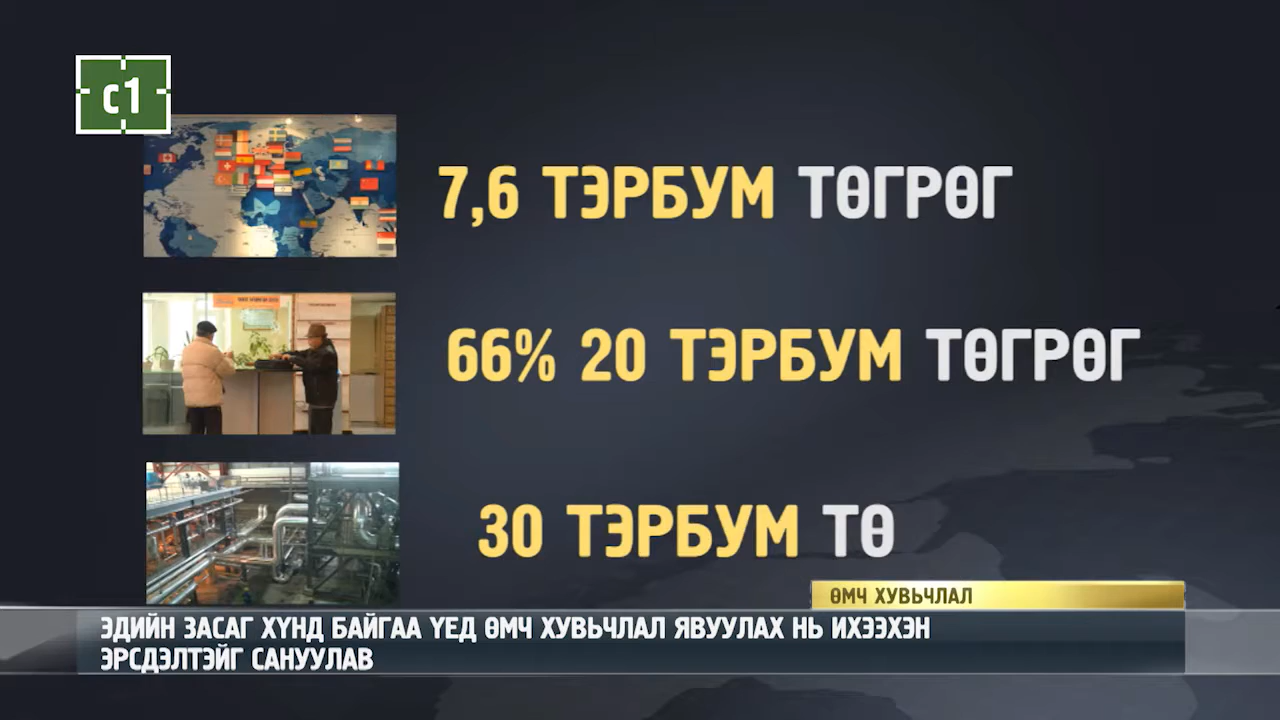 c1
7,6 ТЭРБУМ ТӨГРӨГ
66% 20 ТЭРБУМ ТӨГРӨГ
30 ТЭРБУМ ТӨ
ӨМЧ ХУВЬЧЛАЛ
ЭДИЙН ЗАСАГ ХҮНД БАЙГАА ҮЕД ӨМЧ ХУВЬЧЛАЛ ЯВУУЛАХ НЬ ИХЭЭХЭН
ЭРСДЭЛТЭЙГ САНУУЛАВ